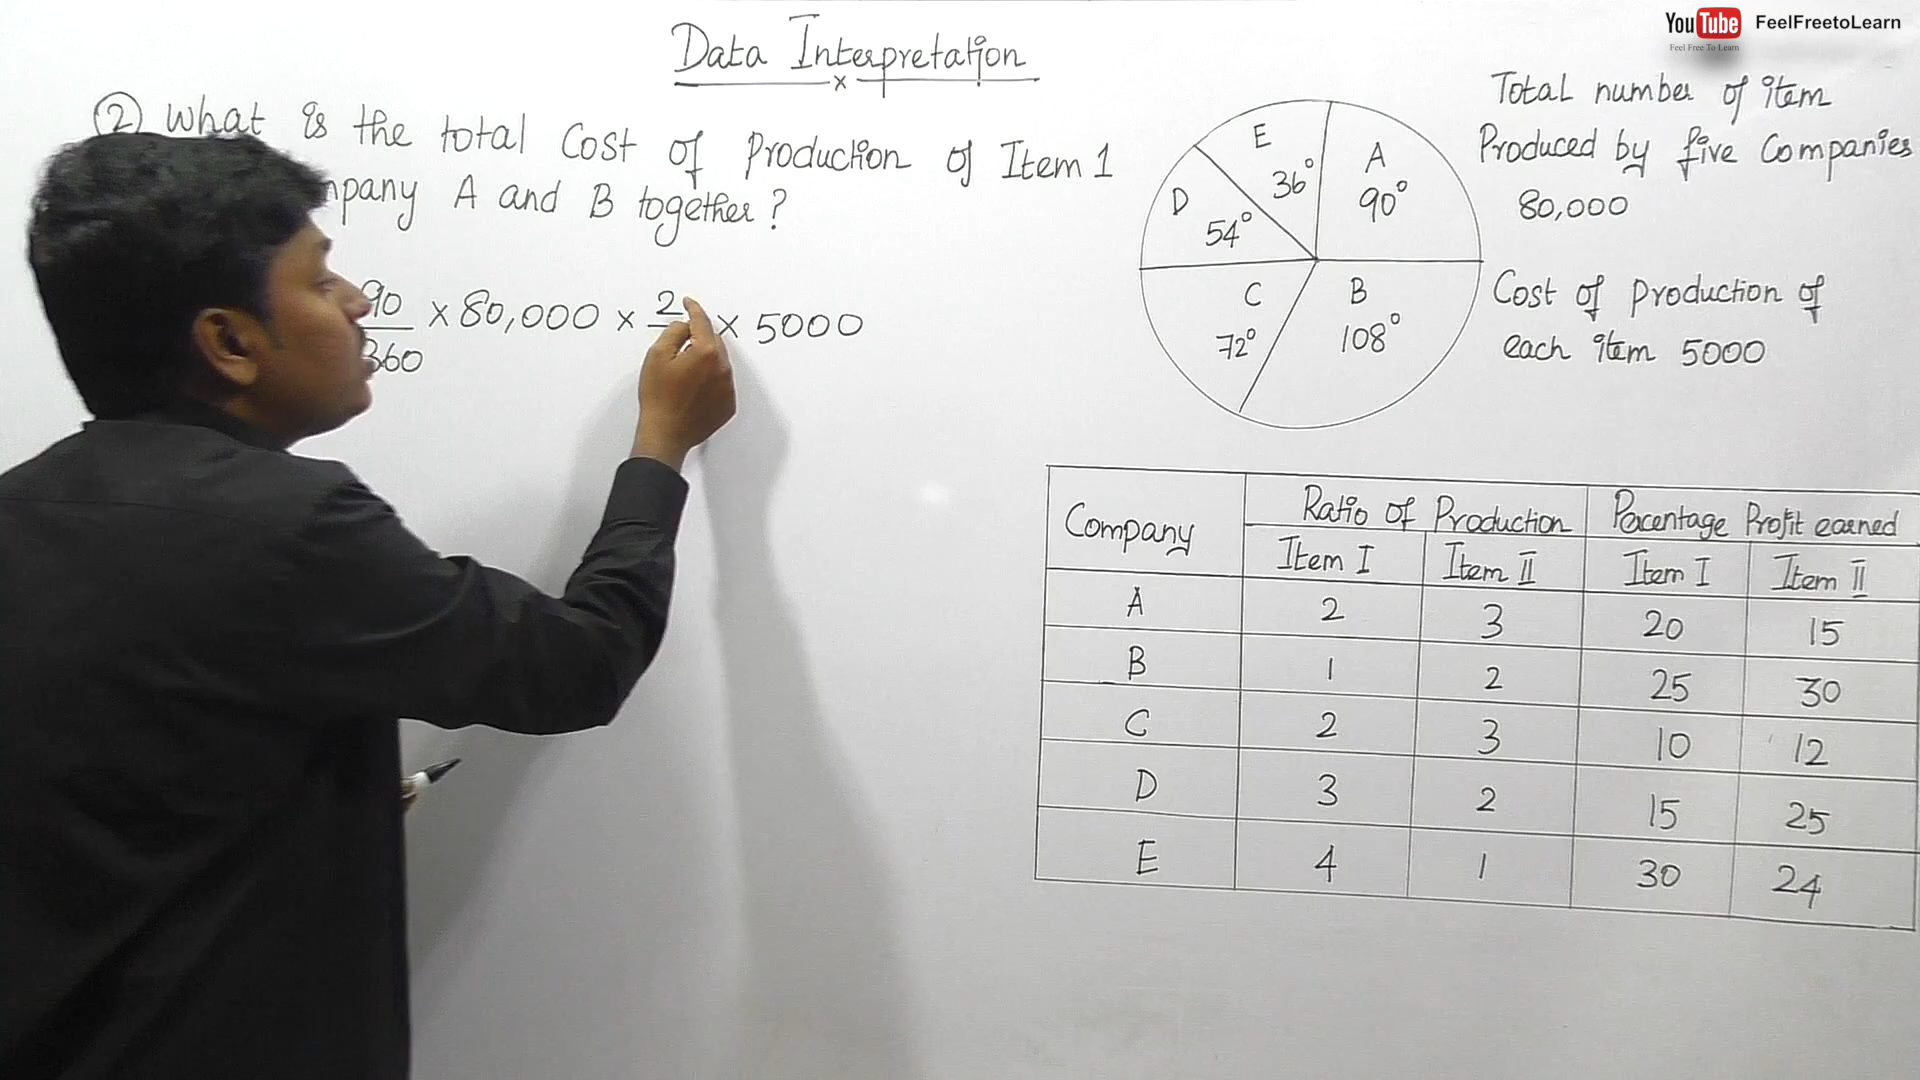 Data Interpretation
x
② What is the total Cost of Production of Item 1
A and B together ?
90
360
× 80,000 × 2 × 5000
YouTube FeelFreetoLearn
Feel Free To Learn
Total number of item
Produced by five Companies
80,000
Cost of production of
each item 5000
E
36°
A
90°
D
54°
C
72°
B
108°
Company Ratio of Production Percentage Profit earned
Item I Item II Item I Item II
A 2 3 20 15
B 1 2 25 30
C 2 3 10 12
D 3 2 15 25
E 4 1 30 24